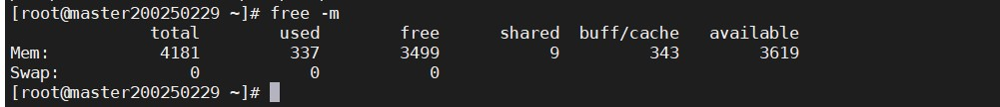 [root@master200250229 ~]# free -m
              total        used        free      shared  buff/cache   available
Mem:           4181         337        3499           9         343        3619
Swap:             0           0           0
[root@master200250229 ~]#